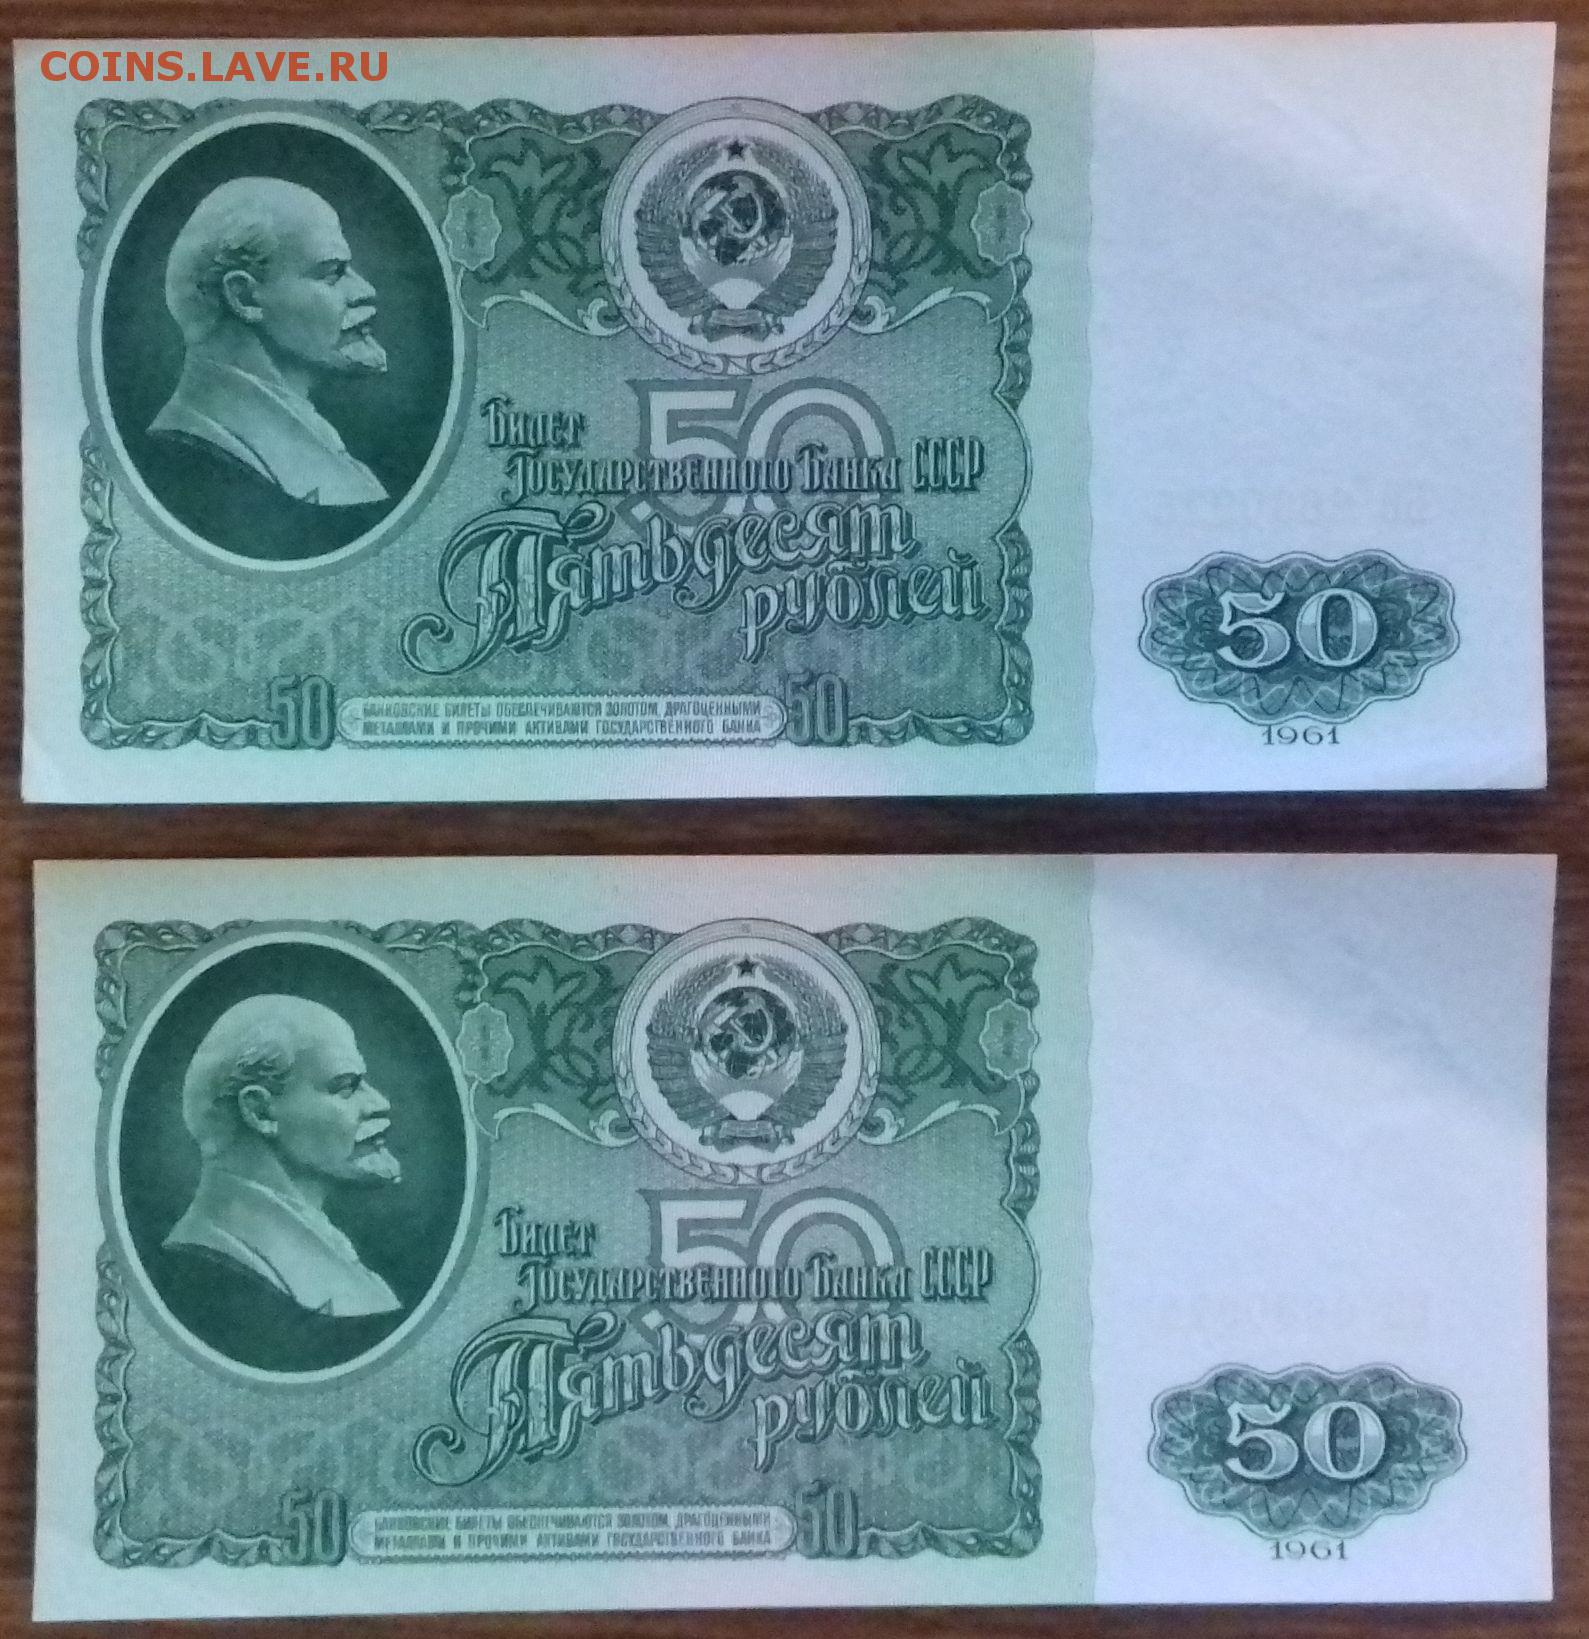 COINS.LAVE.RU
50
Билет
Государственного Банка СССР
Пятьдесят
рублей
50
50 БАНКОВСКИЕ БИЛЕТЫ ОБЕСПЕЧИВАЮТСЯ ЗОЛОТОМ, ДРАГОЦЕННЫМИ 50
МЕТАЛЛАМИ И ПРОЧИМИ АКТИВАМИ ГОСУДАРСТВЕННОГО БАНКА
1961
50
Билет
Государственного Банка СССР
Пятьдесят
рублей
50
50 БАНКОВСКИЕ БИЛЕТЫ ОБЕСПЕЧИВАЮТСЯ ЗОЛОТОМ, ДРАГОЦЕННЫМИ 50
МЕТАЛЛАМИ И ПРОЧИМИ АКТИВАМИ ГОСУДАРСТВЕННОГО БАНКА
1961